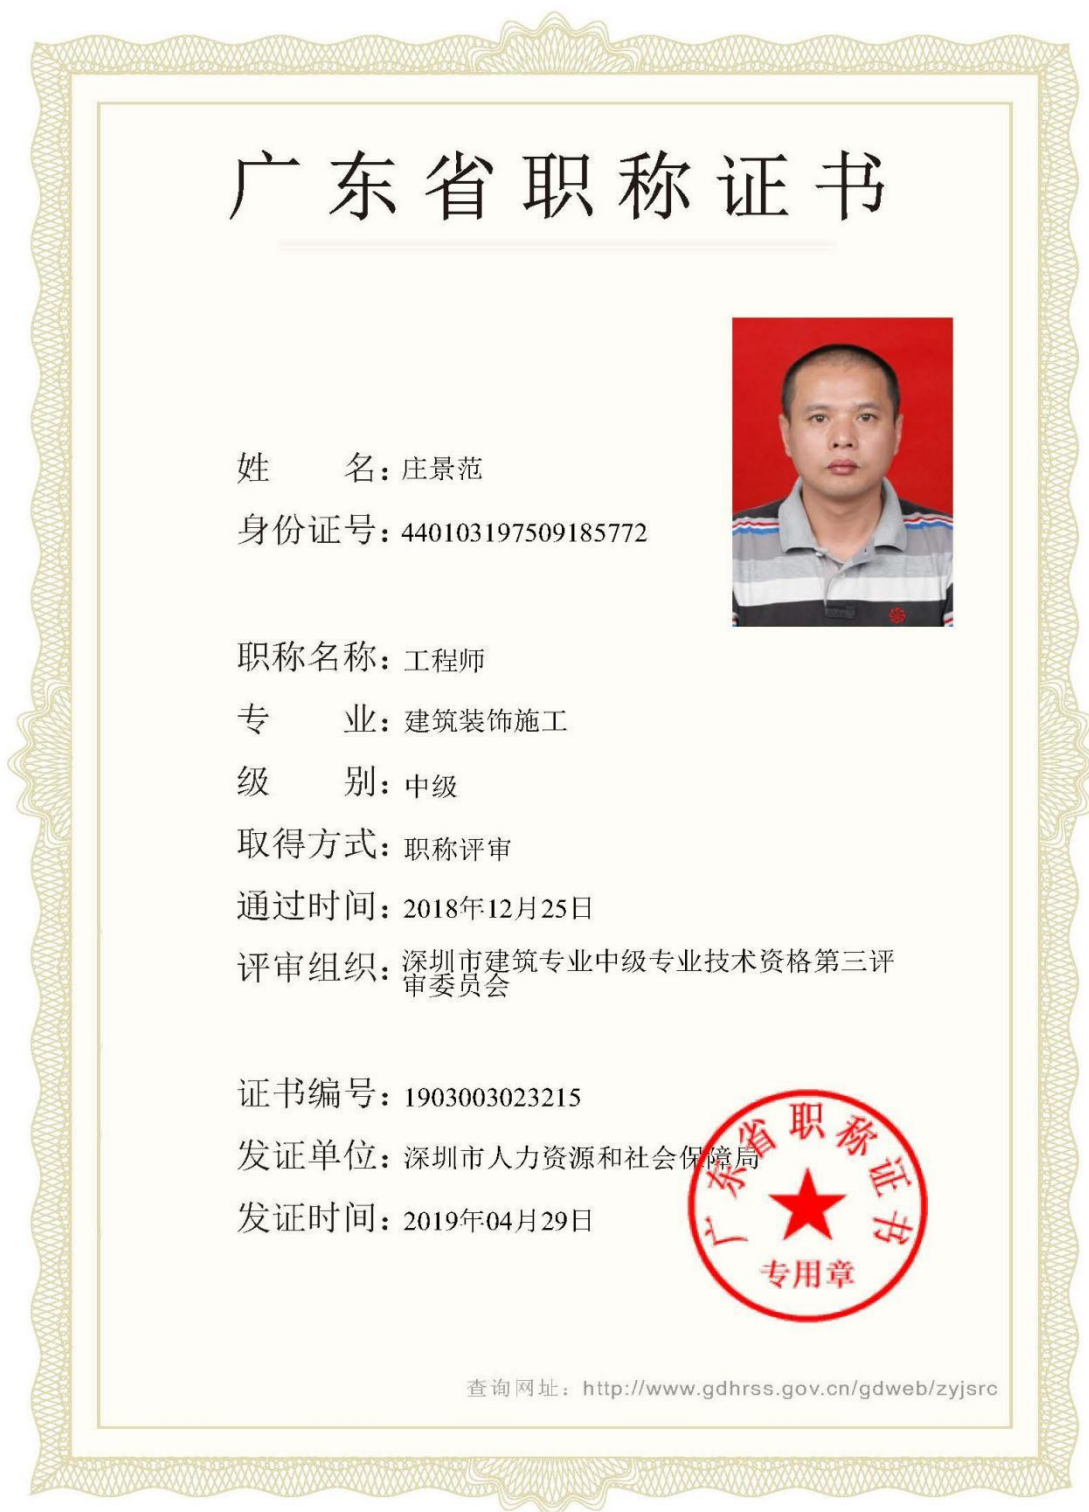 广东省职称证书
姓 名：庄景范
身份证号：440103197509185772
职称名称：工程师
专 业：建筑装饰施工
级 别：中级
取得方式：职称评审
通过时间：2018年12月25日
评审组织：深圳市建筑专业中级专业技术资格第三评
审委员会
证书编号：1903003023215
发证单位：深圳市人力资源和社会保障局
发证时间：2019年04月29日
广东省职称证书
专用章
查询网址：http://www.gdhrss.gov.cn/gdweb/zyjsrc